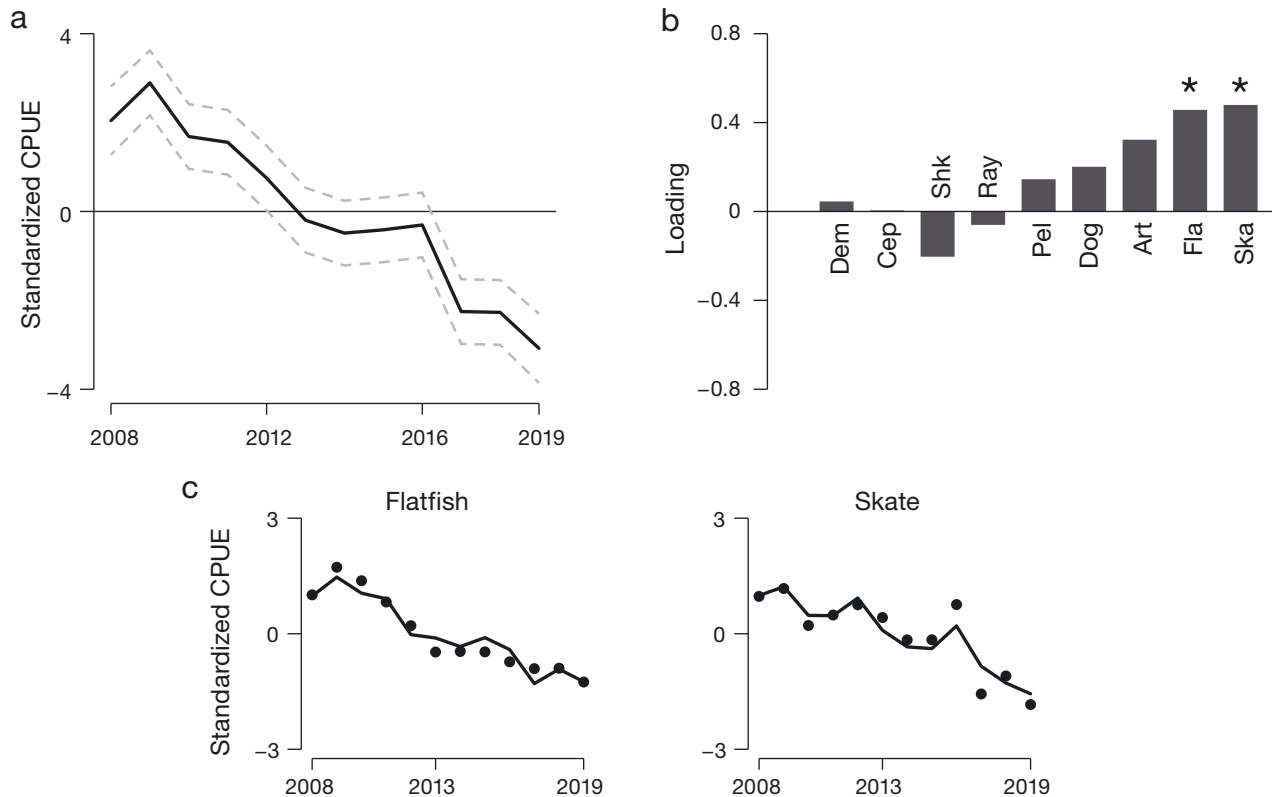 a
4
0
−4
Standardized CPUE
2008 2012 2016 2019
b
0.8
0.4
0
−0.4
−0.8
Loading
Dem Cep Shk Ray Pel Dog Art Fla Ska
* *
c
Flatfish
3
0
−3
Standardized CPUE
2008 2013 2019
Skate
3
0
−3
2008 2013 2019